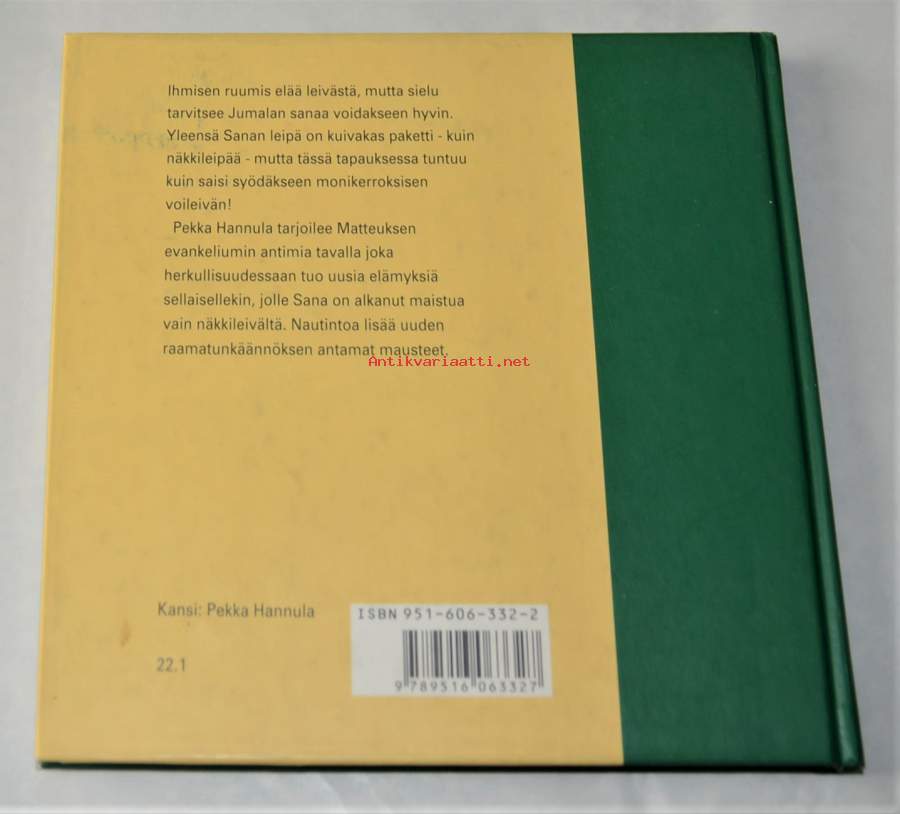 Ihmisen ruumis elää leivästä, mutta sielu
tarvitsee Jumalan sanaa voidakseen hyvin.
Yleensä Sanan leipä on kuivakas paketti - kuin
näkkileipää - mutta tässä tapauksessa tuntuu
kuin saisi syödäkseen monikerroksisen
voileivän!
Pekka Hannula tarjoilee Matteuksen
evankeliumin antimia tavalla joka
herkullisuudessaan tuo uusia elämyksiä
sellaisellekin, jolle Sana on alkanut maistua
vain näkkileivältä. Nautintoa lisää uuden
raamatunkäännöksen antamat mausteet.
Antikvariaatti.net
Kansi: Pekka Hannula
ISBN 951-606-332-2
22.1
9 789516 063327